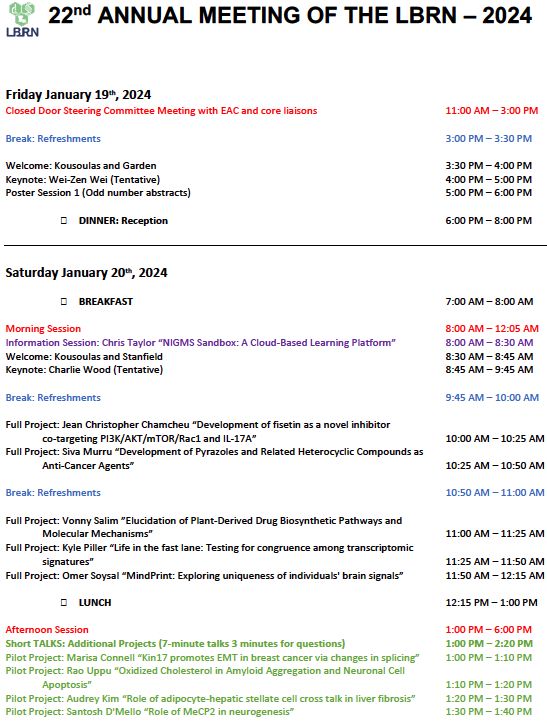 LBRN
22nd ANNUAL MEETING OF THE LBRN – 2024
Friday January 19th, 2024
Closed Door Steering Committee Meeting with EAC and core liaisons 11:00 AM – 3:00 PM
Break: Refreshments 3:00 PM – 3:30 PM
Welcome: Kousoulas and Garden 3:30 PM – 4:00 PM
Keynote: Wei-Zen Wei (Tentative) 4:00 PM – 5:00 PM
Poster Session 1 (Odd number abstracts) 5:00 PM – 6:00 PM
DINNER: Reception 6:00 PM – 8:00 PM
Saturday January 20th, 2024
BREAKFAST 7:00 AM – 8:00 AM
Morning Session 8:00 AM – 12:05 AM
Information Session: Chris Taylor “NIGMS Sandbox: A Cloud-Based Learning Platform” 8:00 AM – 8:30 AM
Welcome: Kousoulas and Stanfield 8:30 AM – 8:45 AM
Keynote: Charlie Wood (Tentative) 8:45 AM – 9:45 AM
Break: Refreshments 9:45 AM – 10:00 AM
Full Project: Jean Christopher Chamcheu “Development of fisetin as a novel inhibitor
co-targeting PI3K/AKT/mTOR/Rac1 and IL-17A” 10:00 AM – 10:25 AM
Full Project: Siva Murru “Development of Pyrazoles and Related Heterocyclic Compounds as
Anti-Cancer Agents” 10:25 AM – 10:50 AM
Break: Refreshments 10:50 AM – 11:00 AM
Full Project: Vonny Salim “Elucidation of Plant-Derived Drug Biosynthetic Pathways and
Molecular Mechanisms” 11:00 AM – 11:25 AM
Full Project: Kyle Piller “Life in the fast lane: Testing for congruence among transcriptomic
signatures” 11:25 AM – 11:50 AM
Full Project: Omer Soysal “MindPrint: Exploring uniqueness of individuals' brain signals” 11:50 AM – 12:15 AM
LUNCH 12:15 PM – 1:00 PM
Afternoon Session 1:00 PM – 6:00 PM
Short TALKS: Additional Projects (7-minute talks 3 minutes for questions) 1:00 PM – 2:20 PM
Pilot Project: Marisa Connell “Kin17 promotes EMT in breast cancer via changes in splicing” 1:00 PM – 1:10 PM
Pilot Project: Rao Uppu “Oxidized Cholesterol in Amyloid Aggregation and Neuronal Cell
Apoptosis” 1:10 PM – 1:20 PM
Pilot Project: Audrey Kim “Role of adipocyte-hepatic stellate cell cross talk in liver fibrosis” 1:20 PM – 1:30 PM
Pilot Project: Santosh D’Mello “Role of MeCP2 in neurogenesis” 1:30 PM – 1:40 PM